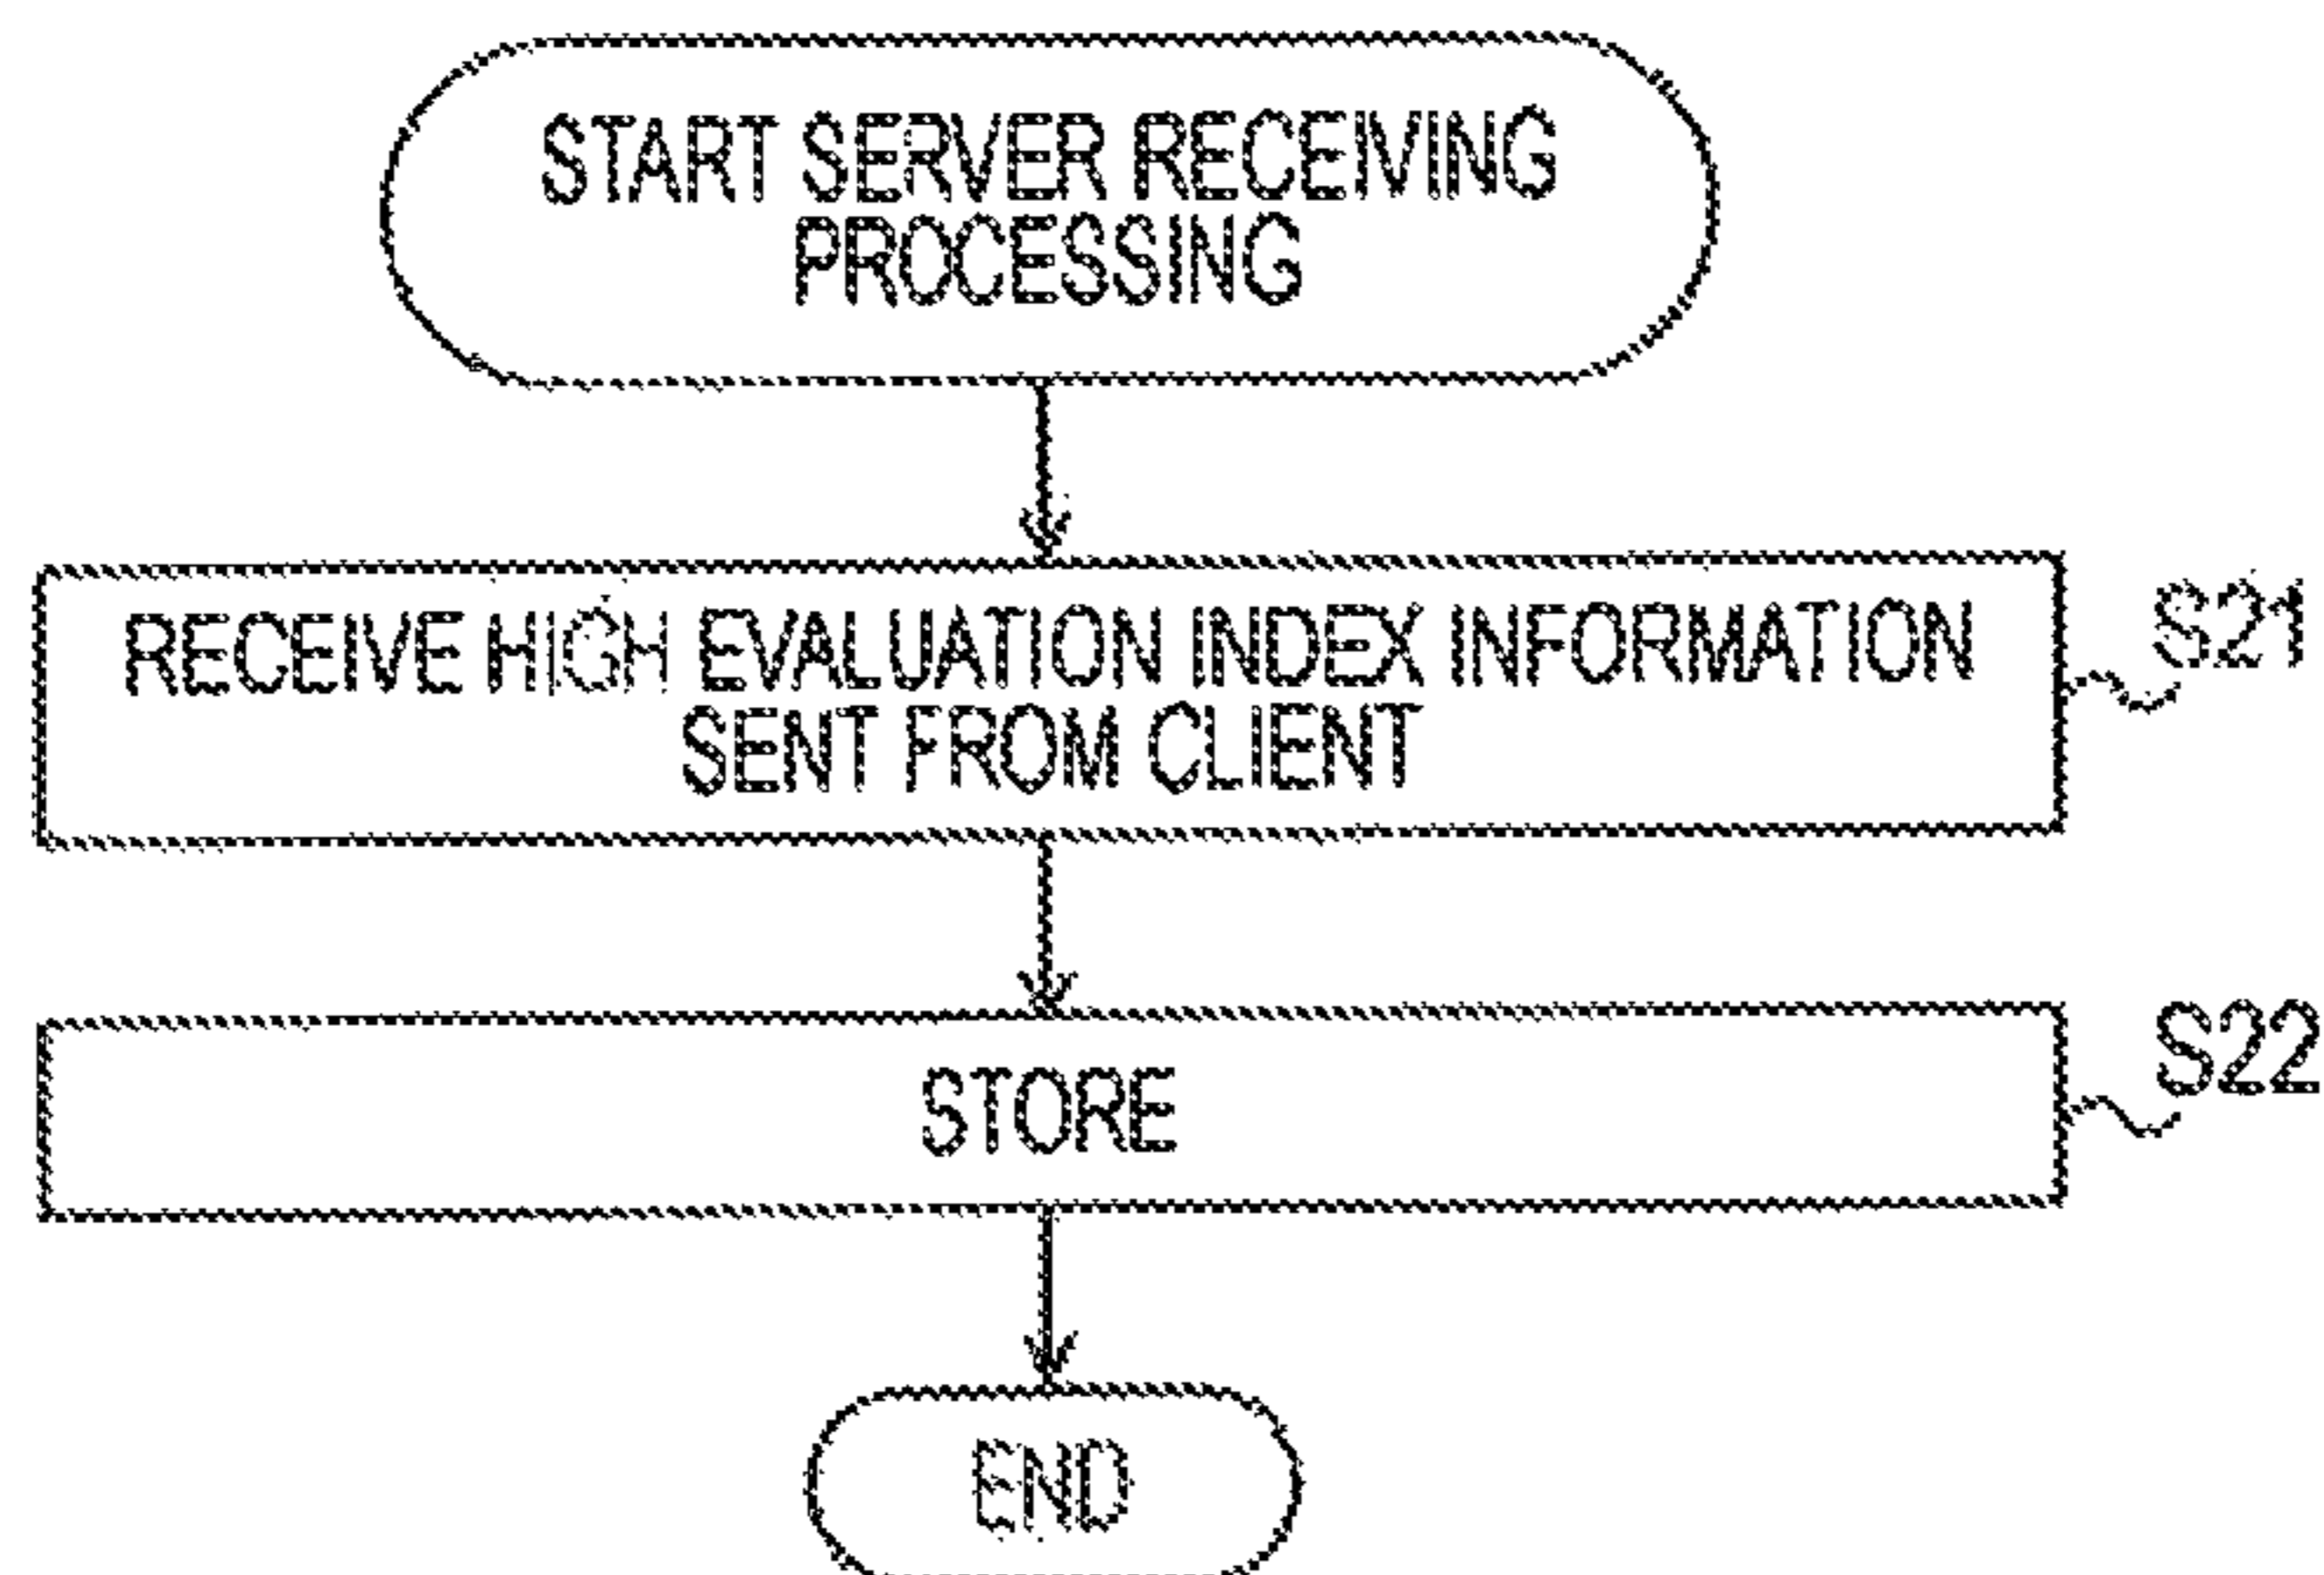 START SERVER RECEIVING
PROCESSING
RECEIVE HIGH EVALUATION INDEX INFORMATION
SENT FROM CLIENT
S21
STORE
S22
END